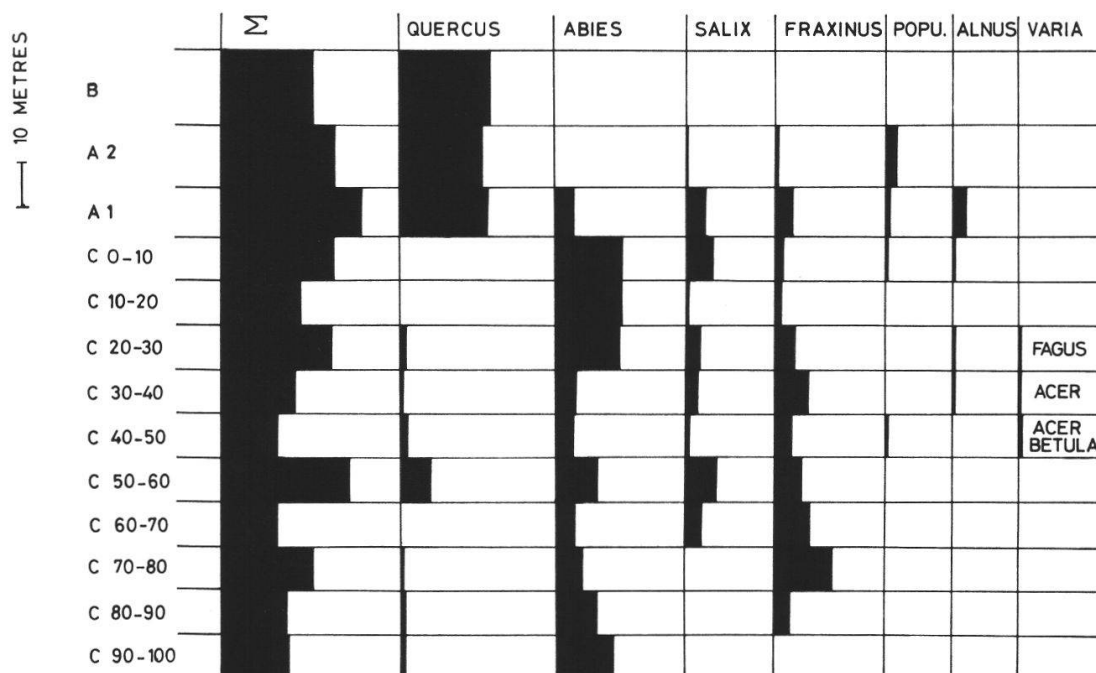 10 METRES
Σ QUERCUS ABIES SALIX FRAXINUS POPU. ALNUS VARIA
B
A 2
A 1
C 0-10
C 10-20
C 20-30 FAGUS
C 30-40 ACER
C 40-50 ACER
BETULA
C 50-60
C 60-70
C 70-80
C 80-90
C 90-100